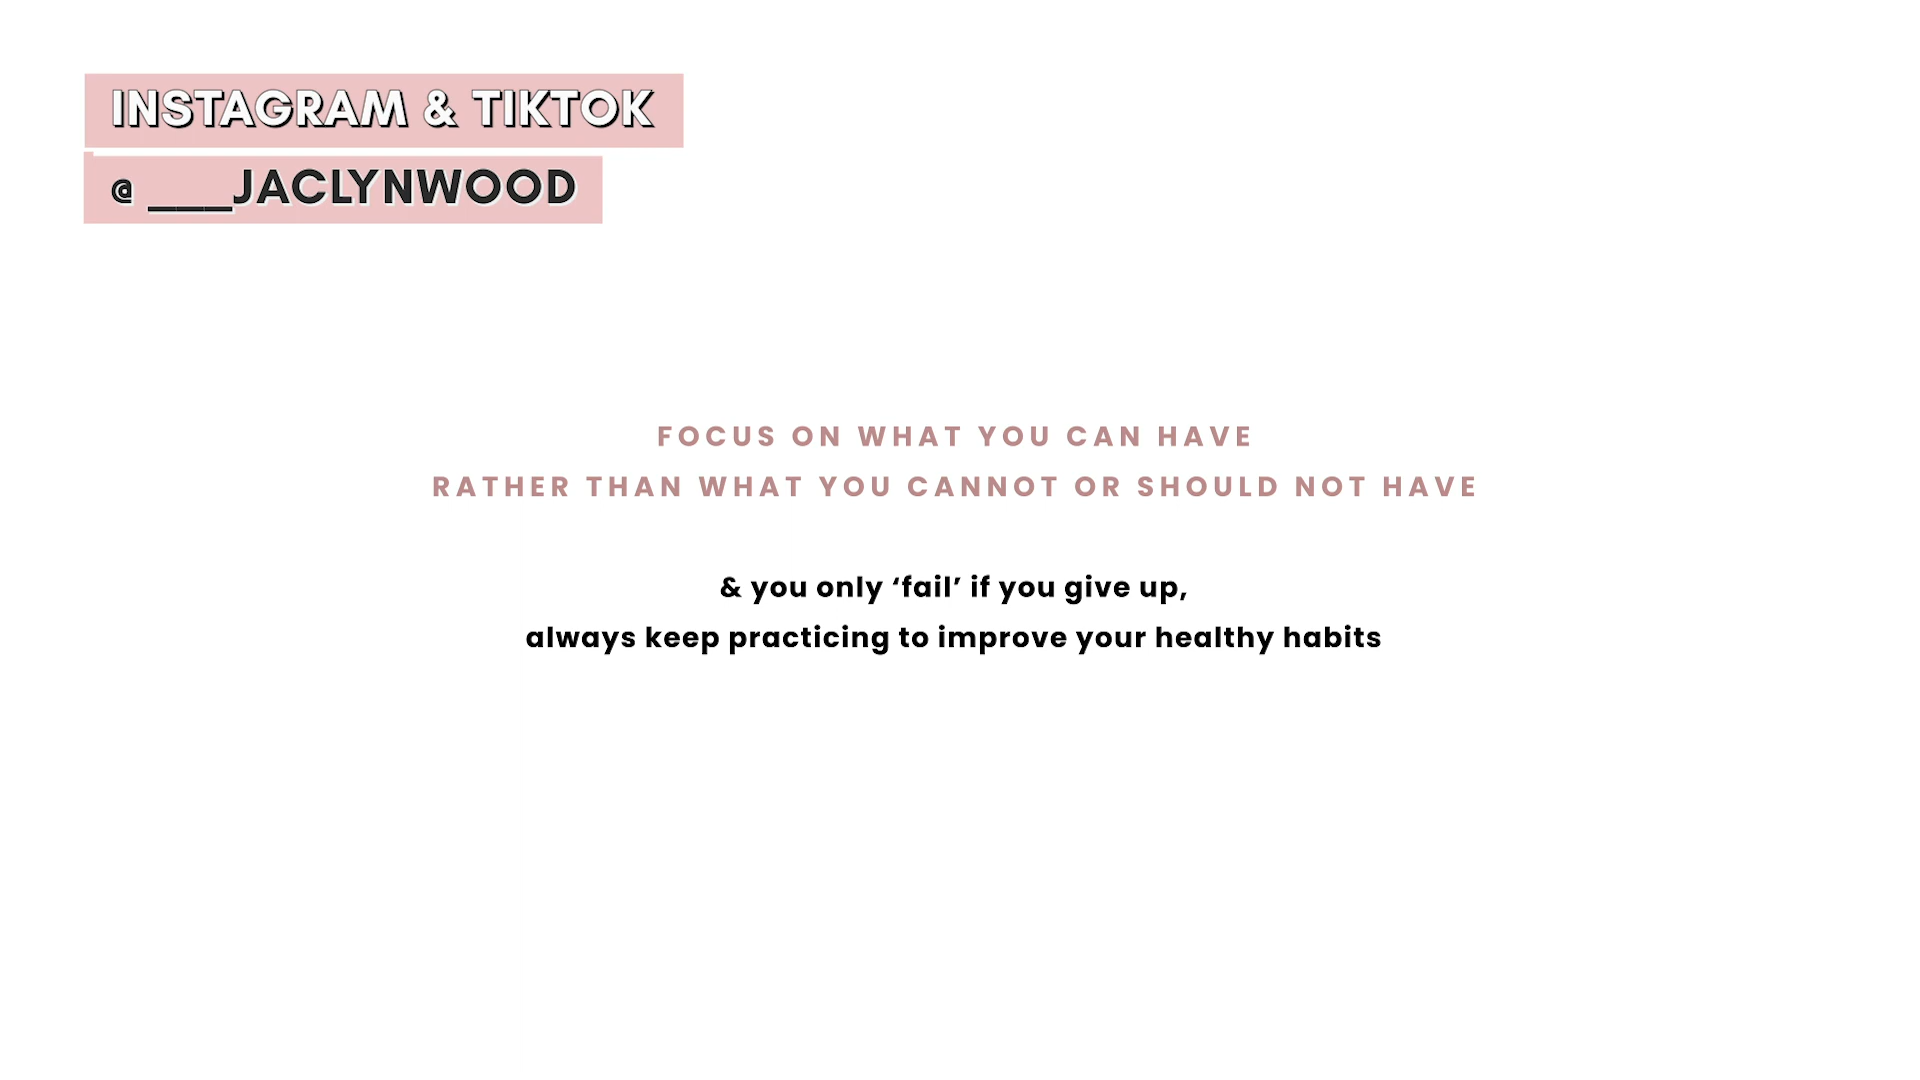 INSTAGRAM & TIKTOK
@ ___JACLYNWOOD
FOCUS ON WHAT YOU CAN HAVE
RATHER THAN WHAT YOU CANNOT OR SHOULD NOT HAVE
& you only ‘fail’ if you give up,
always keep practicing to improve your healthy habits